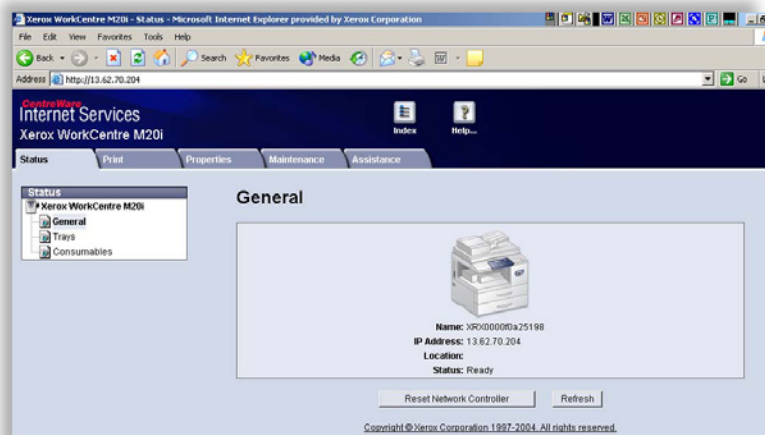 Xerox WorkCentre M20i - Status - Microsoft Internet Explorer provided by Xerox Corporation
File Edit View Favorites Tools Help
Back Search Favorites Media
Address http://13.62.70.204 Go
CentreWare
Internet Services
Xerox WorkCentre M20i
Index Help...
Status Print Properties Maintenance Assistance
Status
Xerox WorkCentre M20i
General
Trays
Consumables
General
Name: XRX0000f0a25198
IP Address: 13.62.70.204
Location:
Status: Ready
Reset Network Controller Refresh
Copyright © Xerox Corporation 1997-2004. All rights reserved.